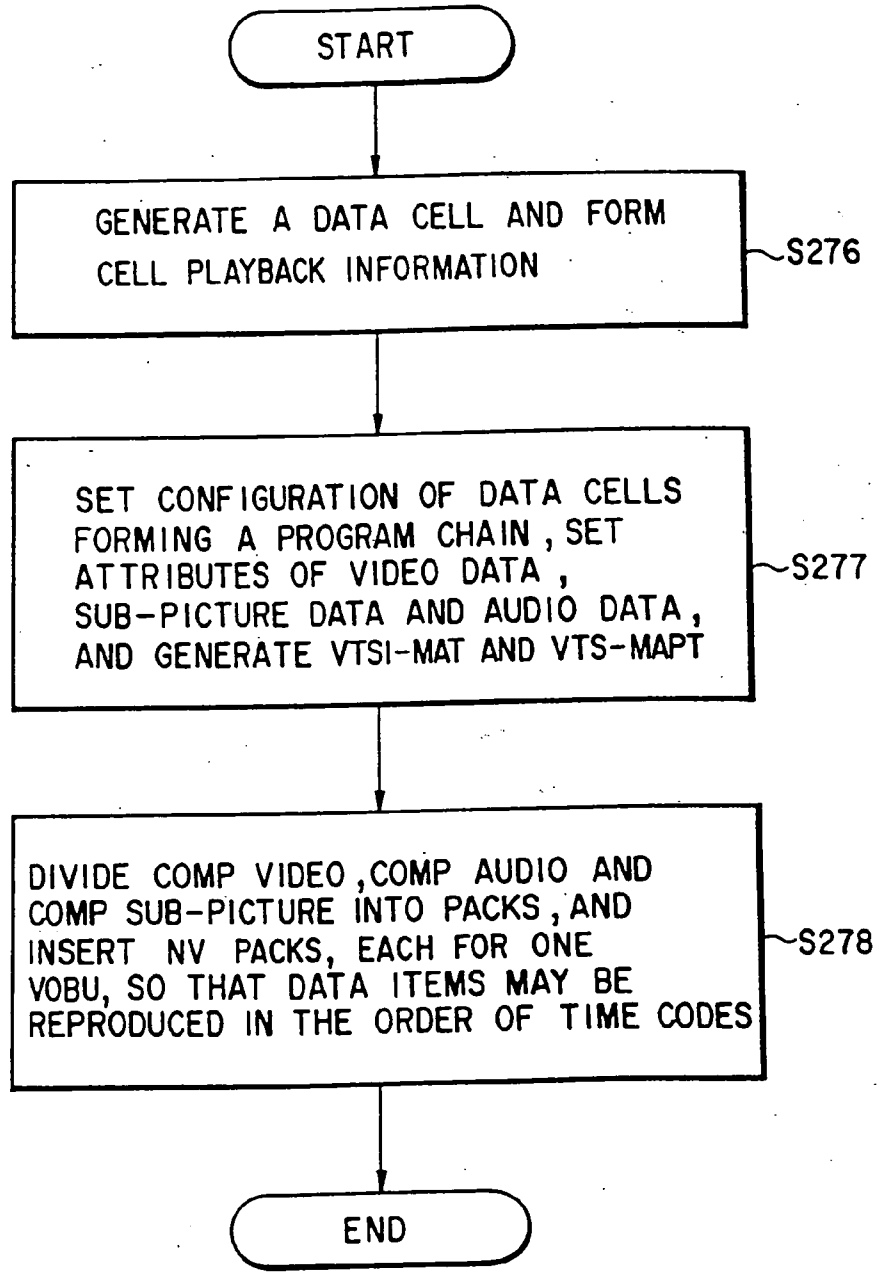 START
GENERATE A DATA CELL AND FORM
CELL PLAYBACK INFORMATION
S276
SET CONFIGURATION OF DATA CELLS
FORMING A PROGRAM CHAIN, SET
ATTRIBUTES OF VIDEO DATA,
SUB-PICTURE DATA AND AUDIO DATA,
AND GENERATE VTSI-MAT AND VTS-MAPT
S277
DIVIDE COMP VIDEO, COMP AUDIO AND
COMP SUB-PICTURE INTO PACKS, AND
INSERT NV PACKS, EACH FOR ONE
VOBU, SO THAT DATA ITEMS MAY BE
REPRODUCED IN THE ORDER OF TIME CODES
S278
END